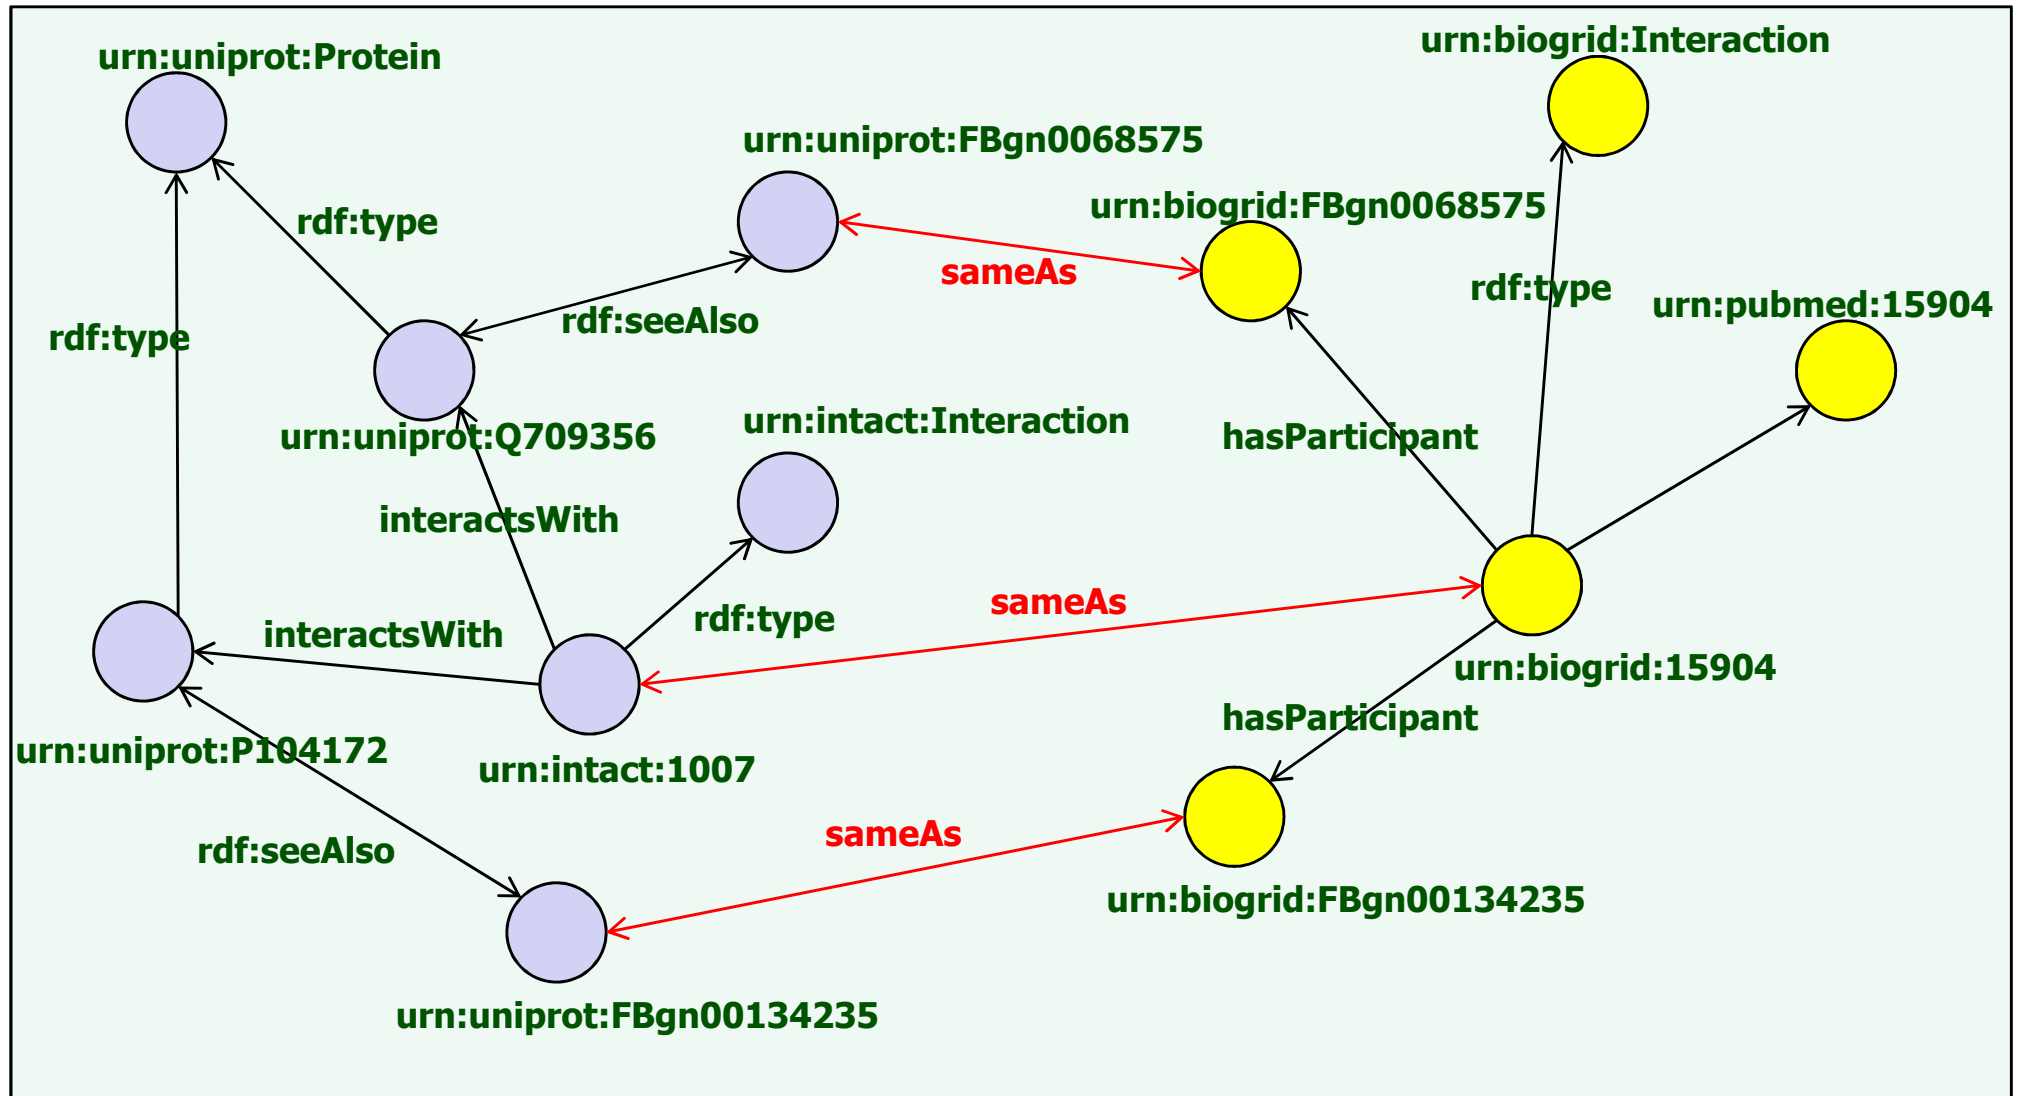 urn:biogrid:Interaction
urn:uniprot:Protein
urn:uniprot:FBgn0068575
urn:biogrid:FBgn0068575
rdf:type
sameAs
rdf:type
urn:pubmed:15904
rdf:seeAlso
rdf:type
urn:intact:Interaction
urn:uniprot:Q709356
hasParticipant
interactsWith
sameAs
rdf:type
interactsWith
urn:biogrid:15904
hasParticipant
urn:uniprot:P104172
urn:intact:1007
sameAs
rdf:seeAlso
urn:biogrid:FBgn00134235
urn:uniprot:FBgn00134235